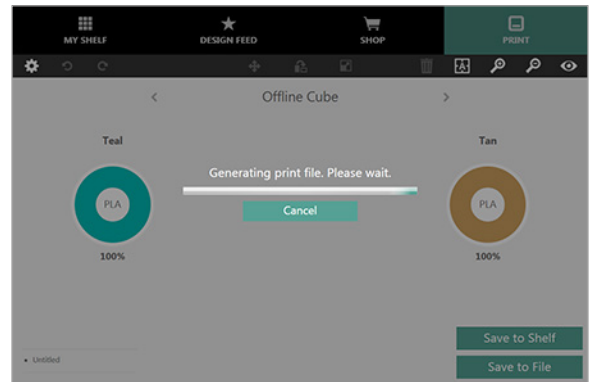 MY SHELF
DESIGN FEED
SHOP
PRINT
Offline Cube
Teal
Tan
Generating print file. Please wait.
PLA
Cancel
PLA
100%
100%
Save to Shelf
Untitled
Save to File